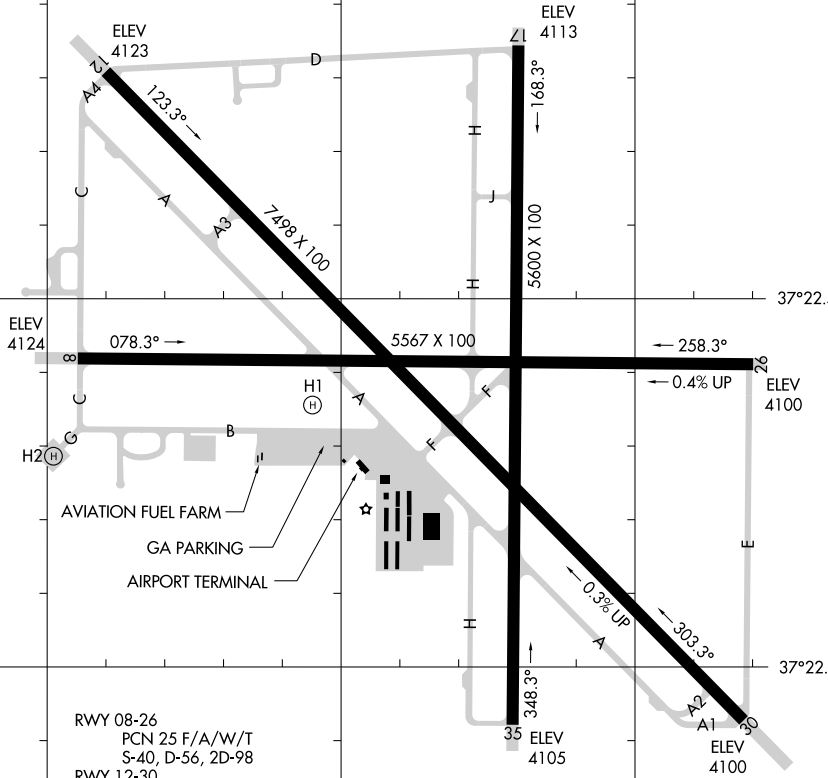 ELEV
4113
17
ELEV
4123
12
D
A4
123.3°
168.3°
H
C
A
J
A3
7498 X 100
5600 X 100
H
37°22.
ELEV
4124
8
078.3°
5567 X 100
258.3°
26
0.4% UP
ELEV
4100
H1
H
C
A
F
G
B
F
H2
H
AVIATION FUEL FARM
GA PARKING
AIRPORT TERMINAL
E
0.3% UP
H
A
303.3°
37°22.
348.3°
A2
A1
30
35
ELEV
4105
ELEV
4100
RWY 08-26
PCN 25 F/A/W/T
S-40, D-56, 2D-98
RWY 12-30